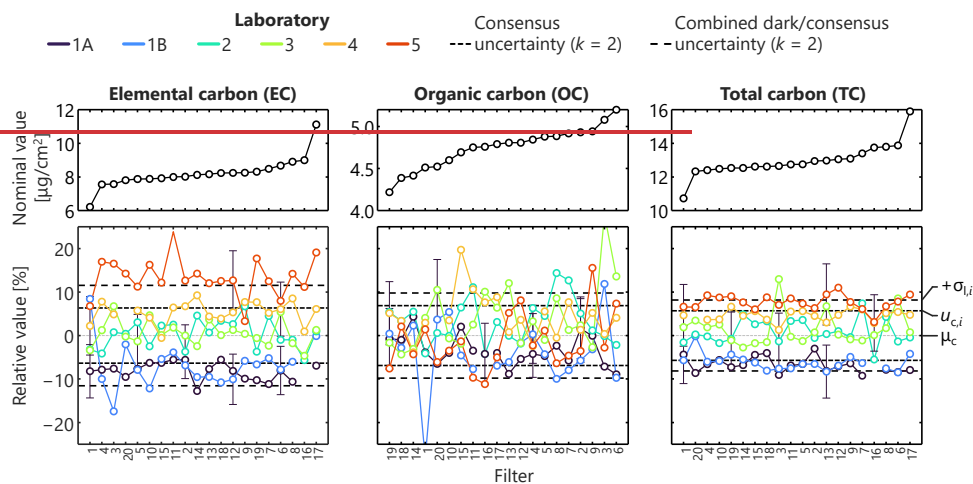 Laboratory
Consensus
Combined dark/consensus
1A 1B 2 3 4 5
uncertainty (k = 2)
uncertainty (k = 2)
Elemental carbon (EC)
Organic carbon (OC)
Total carbon (TC)
Nominal value
[µg/cm²]
12
10
8
6
5.0
4.5
4.0
16
14
12
10
Relative value [%]
20
10
0
−10
−20
+σI,i
uc,i
µc
1 4 3 20 5 10 15 11 2 14 13 18 12 9 19 7 6 8 16 17
19 18 14 1 20 10 15 11 16 17 13 12 4 5 8 7 2 9 3 6
1 20 4 10 19 14 15 18 3 11 5 2 13 12 9 7 16 6 8 17
Filter